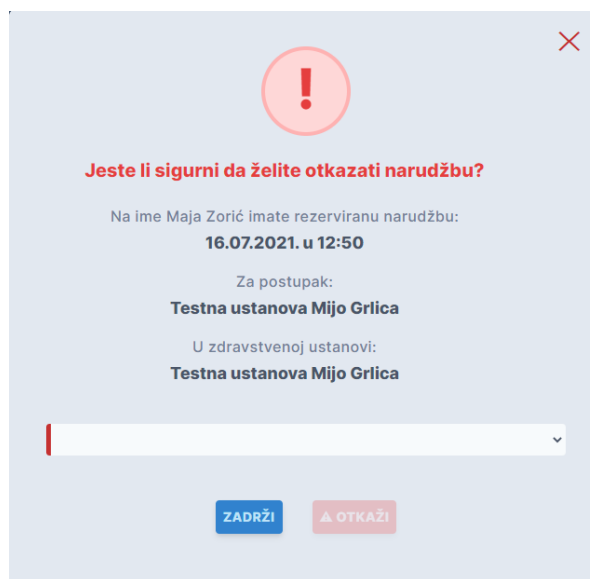 !
Jeste li sigurni da želite otkazati narudžbu?
Na ime Maja Zorić imate rezerviranu narudžbu:
16.07.2021. u 12:50
Za postupak:
Testna ustanova Mijo Grlica
U zdravstvenoj ustanovi:
Testna ustanova Mijo Grlica
ZADRŽI
OTKAŽI